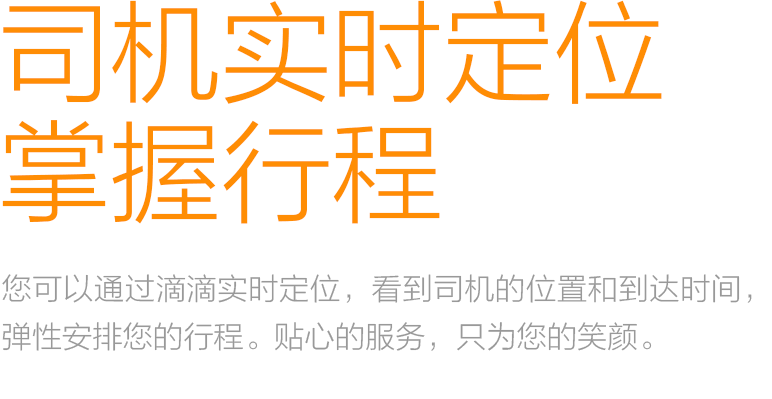 司机实时定位
掌握行程
您可以通过滴滴实时定位，看到司机的位置和到达时间，
弹性安排您的行程。贴心的服务，只为您的笑颜。